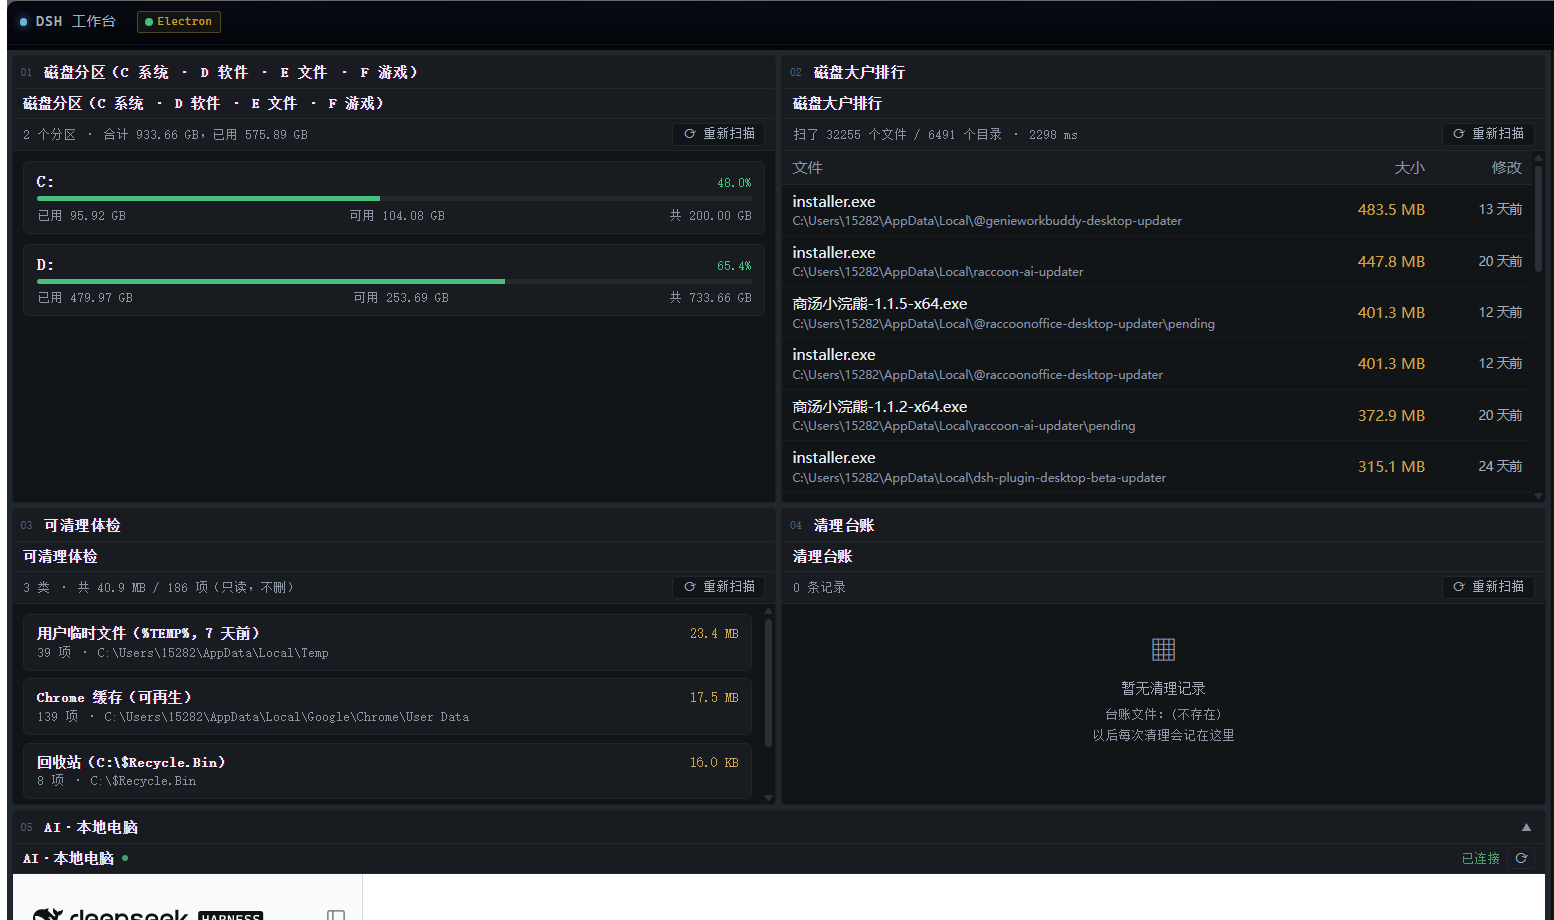 DSH 工作台 Electron
01 磁盘分区(C 系统 · D 软件 · E 文件 · F 游戏)
磁盘分区(C 系统 · D 软件 · E 文件 · F 游戏)
2 个分区 · 合计 933.66 GB，已用 575.89 GB
重新扫描
C:
48.0%
已用 95.92 GB
可用 104.08 GB
共 200.00 GB
D:
65.4%
已用 479.97 GB
可用 253.69 GB
共 733.66 GB
02 磁盘大户排行
磁盘大户排行
扫了 32255 个文件 / 6491 个目录 · 2298 ms
重新扫描
文件 大小 修改
installer.exe
C:\Users\15282\AppData\Local\@genieworkbuddy-desktop-updater
483.5 MB 13 天前
installer.exe
C:\Users\15282\AppData\Local\raccoon-ai-updater
447.8 MB 20 天前
商汤小浣熊-1.1.5-x64.exe
C:\Users\15282\AppData\Local\@raccoonoffice-desktop-updater\pending
401.3 MB 12 天前
installer.exe
C:\Users\15282\AppData\Local\@raccoonoffice-desktop-updater
401.3 MB 12 天前
商汤小浣熊-1.1.2-x64.exe
C:\Users\15282\AppData\Local\raccoon-ai-updater\pending
372.9 MB 20 天前
installer.exe
C:\Users\15282\AppData\Local\dsh-plugin-desktop-beta-updater
315.1 MB 24 天前
03 可清理体检
可清理体检
3 类 · 共 40.9 MB / 186 项(只读，不删)
重新扫描
用户临时文件(%TEMP%，7 天前)
23.4 MB
39 项 · C:\Users\15282\AppData\Local\Temp
Chrome 缓存(可再生)
17.5 MB
139 项 · C:\Users\15282\AppData\Local\Google\Chrome\User Data
回收站(C:\$Recycle.Bin)
16.0 KB
8 项 · C:\$Recycle.Bin
04 清理台账
清理台账
0 条记录
重新扫描
暂无清理记录
台账文件：(不存在)
以后每次清理会记在这里
05 AI · 本地电脑
AI · 本地电脑
已连接
deepseek HARNESS